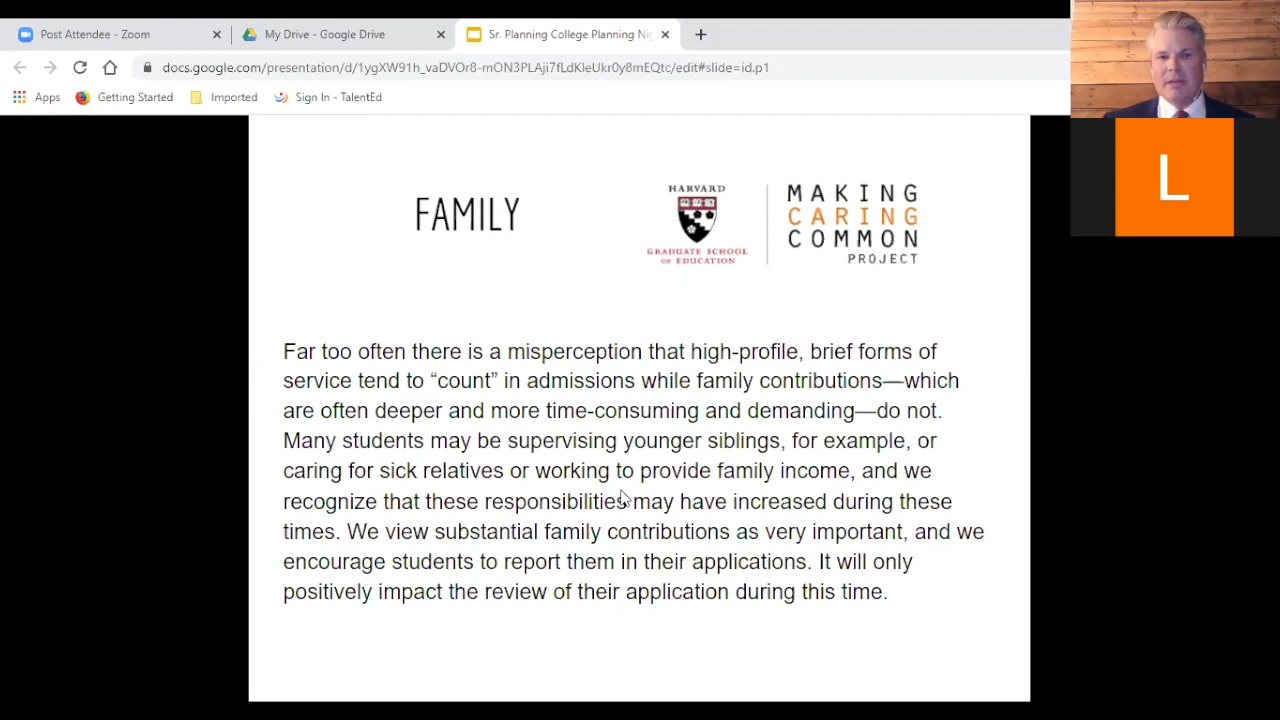 Post Attendee - Zoom
My Drive - Google Drive
Sr. Planning College Planning Nig
docs.google.com/presentation/d/1ygXW91h_vaDVOr8-mON3PLAji7fLdKleUkr0y8mEQtc/edit#slide=id.p1
Apps
Getting Started
Imported
Sign In - TalentEd
L
FAMILY
HARVARD
GRADUATE SCHOOL
OF EDUCATION
MAKING
CARING
COMMON
PROJECT
Far too often there is a misperception that high-profile, brief forms of
service tend to “count” in admissions while family contributions—which
are often deeper and more time-consuming and demanding—do not.
Many students may be supervising younger siblings, for example, or
caring for sick relatives or working to provide family income, and we
recognize that these responsibilities may have increased during these
times. We view substantial family contributions as very important, and we
encourage students to report them in their applications. It will only
positively impact the review of their application during this time.